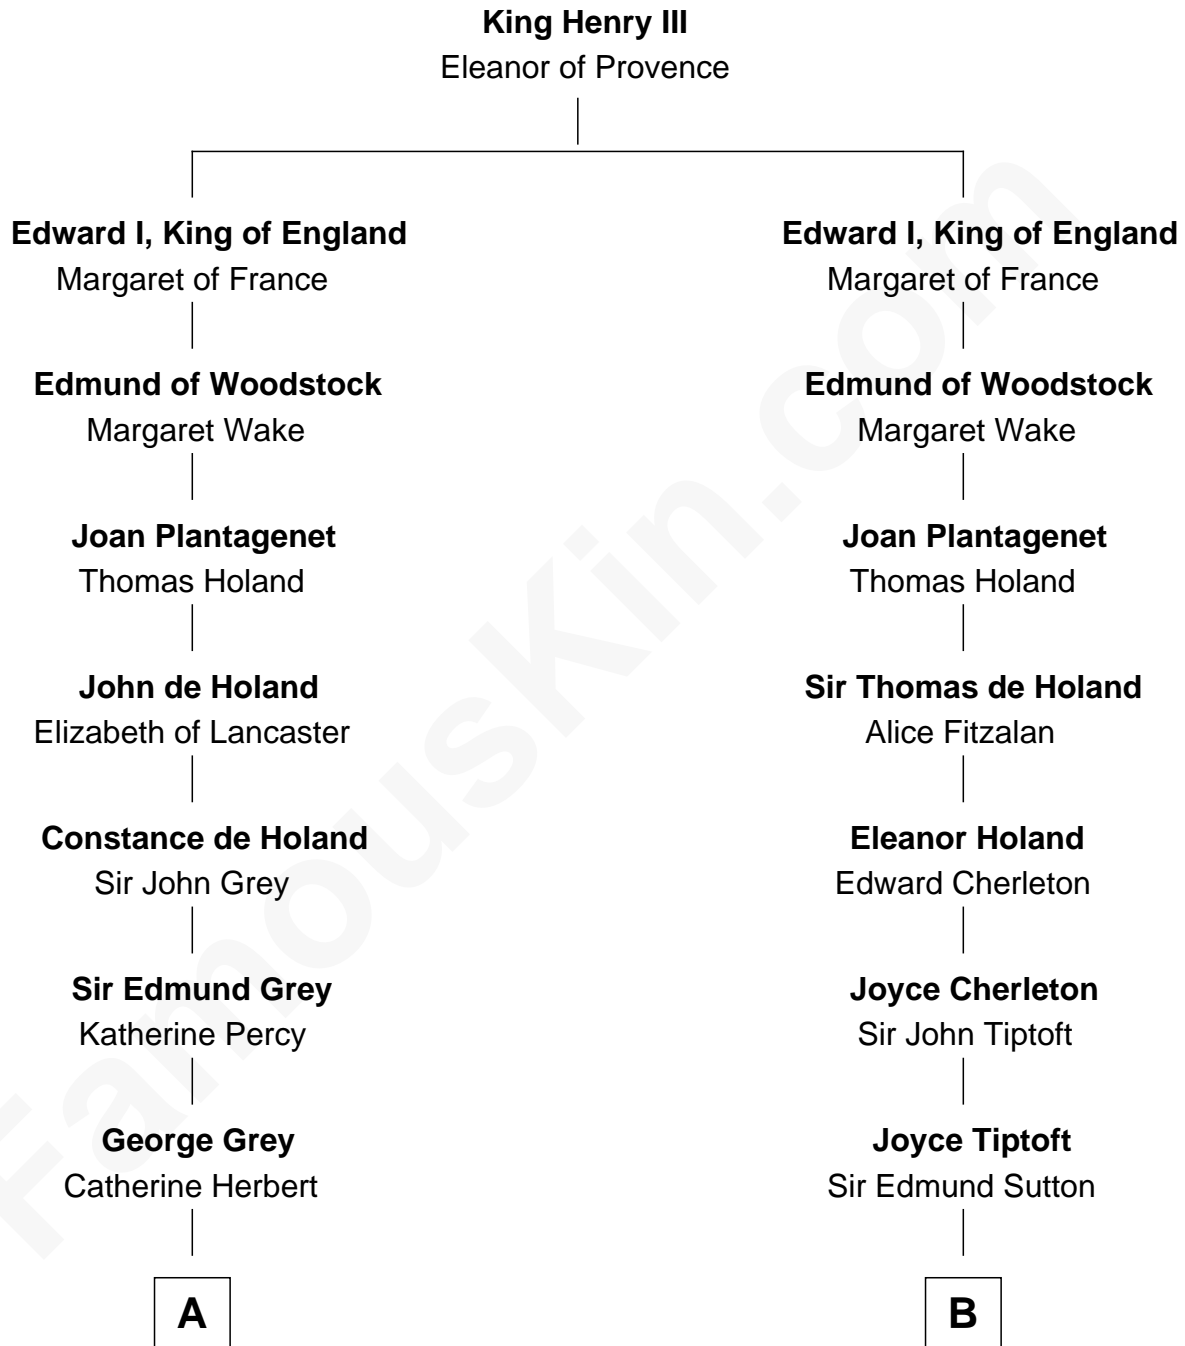 King Henry III
Eleanor of Provence
Edward I, King of England
Margaret of France
Edmund of Woodstock
Margaret Wake
Joan Plantagenet
Thomas Holand
John de Holand
Elizabeth of Lancaster
Constance de Holand
Sir John Grey
Sir Edmund Grey
Katherine Percy
George Grey
Catherine Herbert
A
Edward I, King of England
Margaret of France
Edmund of Woodstock
Margaret Wake
Joan Plantagenet
Thomas Holand
Sir Thomas de Holand
Alice Fitzalan
Eleanor Holand
Edward Cherleton
Joyce Cherleton
Sir John Tiptoft
Joyce Tiptoft
Sir Edmund Sutton
B
FamousKin.com